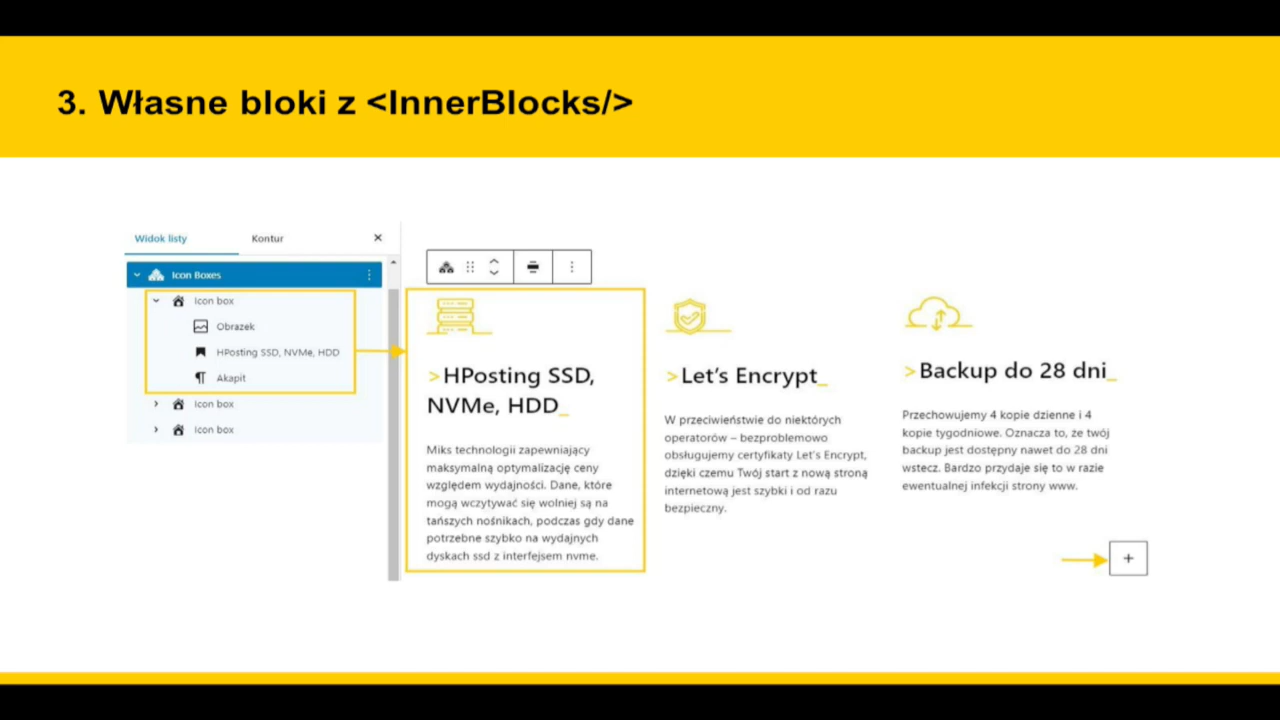 3. Własne bloki z <InnerBlocks/>
Widok listy
Kontur
Icon Boxes
Icon box
Obrazek
HPosting SSD, NVMe, HDD
Akapit
Icon box
Icon box
>HPosting SSD,
NVMe, HDD_
Miks technologii zapewniający
maksymalną optymalizację ceny
względem wydajności. Dane, które
mogą wczytywać się wolniej są na
tańszych nośnikach, podczas gdy dane
potrzebne szybko na wydajnych
dyskach ssd z interfejsem nvme.
>Let's Encrypt_
W przeciwieństwie do niektórych
operatorów – bezproblemowo
obsługujemy certyfikaty Let's Encrypt,
dzięki czemu Twój start z nową stroną
internetową jest szybki i od razu
bezpieczny.
>Backup do 28 dni_
Przechowujemy 4 kopie dzienne i 4
kopie tygodniowe. Oznacza to, że twój
backup jest dostępny nawet do 28 dni
wstecz. Bardzo przydaje się to w razie
ewentualnej infekcji strony www.